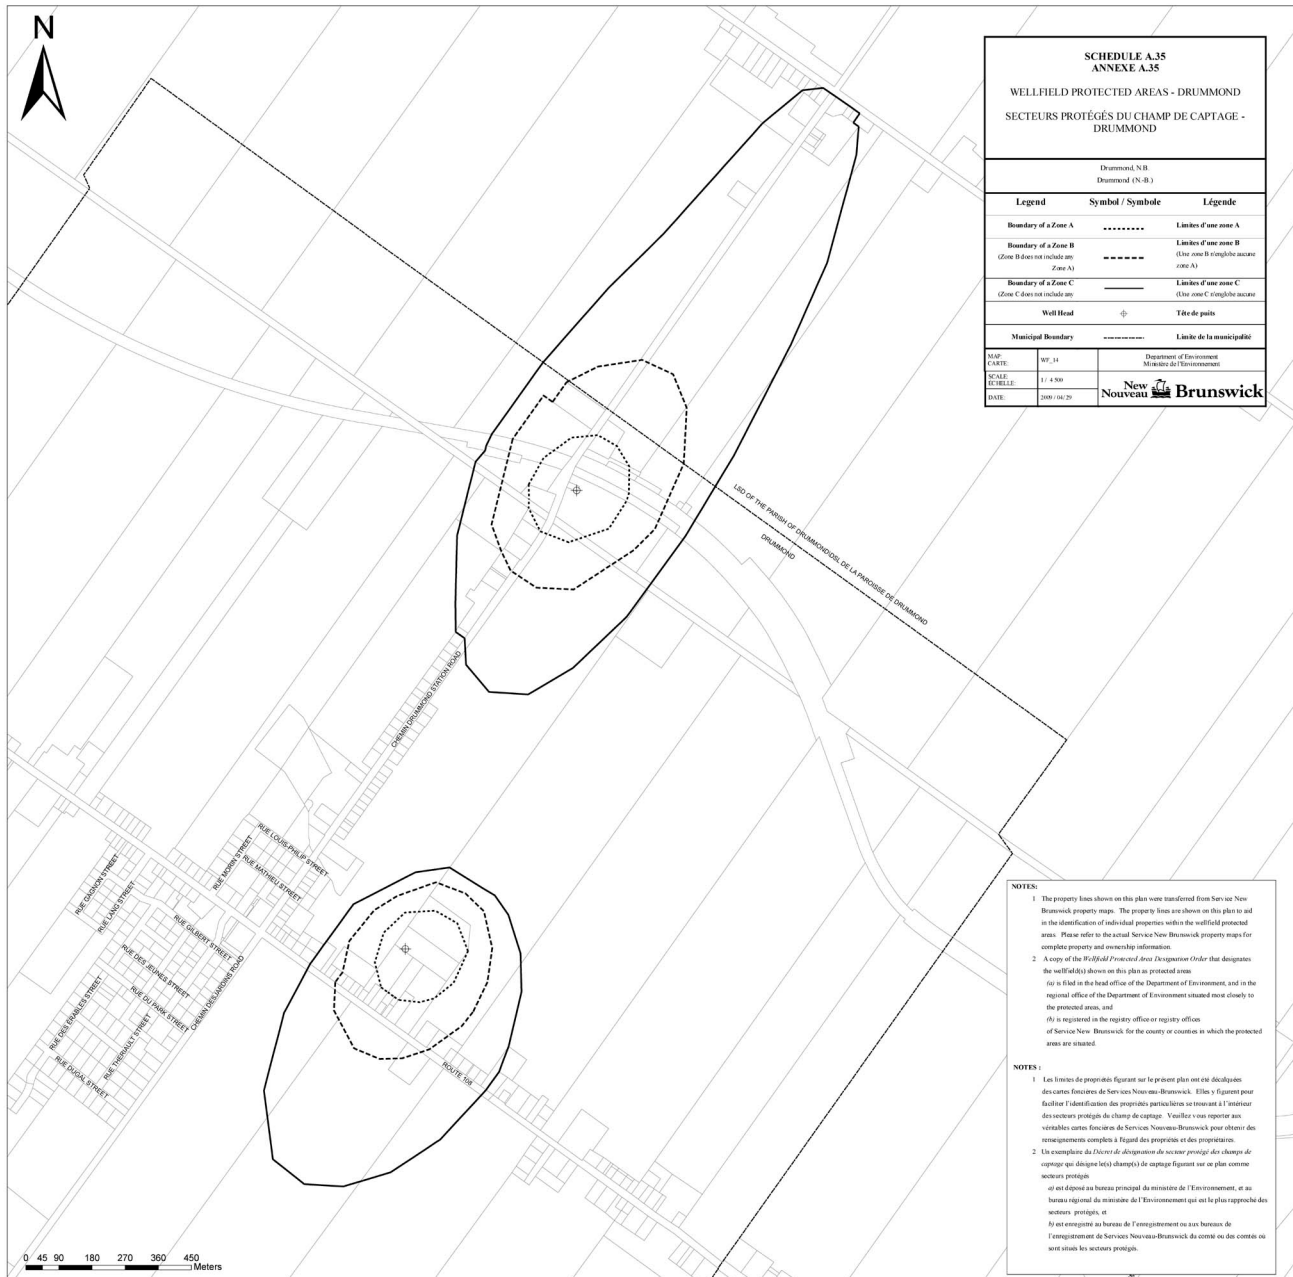 N
SCHEDULE A.35
ANNEXE A.35
WELLFIELD PROTECTED AREAS - DRUMMOND
SECTEURS PROTÉGÉS DU CHAMP DE CAPTAGE -
DRUMMOND
Drummond, N.B.
Drummond (N.-B.)
Legend Symbol / Symbole Légende
Boundary of a Zone A Limites d'une zone A
Boundary of a Zone B Limites d'une zone B
(Zone B does not include any (Une zone B n'englobe aucune
Zone A) zone A)
Boundary of a Zone C Limites d'une zone C
(Zone C does not include any (Une zone C n'englobe aucune
Well Head Tête de puits
Municipal Boundary Limite de la municipalité
MAP: WF_14 Department of Environment
CARTE: Ministère de l'Environnement
SCALE: 1 / 4 500
ÉCHELLE:
DATE: 2009 / 04/ 29
New
Nouveau Brunswick
LSD OF THE PARISH OF DRUMMOND\DSL DE LA PAROISSE DE DRUMMOND
DRUMMOND
CHEMIN DRUMMOND STATION ROAD
RUE LOUIS-PHILIP STREET
RUE MORIN STREET
RUE MATHIEU STREET
RUE GAGNON STREET
RUE LANG STREET
RUE GILBERT STREET
RUE DES JEUNES STREET
CHEMIN DESJARDINS ROAD
RUE DU PARK STREET
RUE DES ERABLES STREET
RUE THERIAULT STREET
RUE DUGAL STREET
ROUTE 108
NOTES:
1 The property lines shown on this plan were transferred from Service New
Brunswick property maps. The property lines are shown on this plan to aid
in the identification of individual properties within the wellfield protected
areas. Please refer to the actual Service New Brunswick property maps for
complete property and ownership information.
2 A copy of the Wellfield Protected Area Designation Order that designates
the wellfield(s) shown on this plan as protected areas
(a) is filed in the head office of the Department of Environment, and in the
regional office of the Department of Environment situated most closely to
the protected areas, and
(b) is registered in the registry office or registry offices
of Service New Brunswick for the county or counties in which the protected
areas are situated.
NOTES :
1 Les limites de propriétés figurant sur le présent plan ont été décalquées
des cartes foncières de Services Nouveau-Brunswick. Elles y figurent pour
faciliter l'identification des propriétés particulières se trouvant à l'intérieur
des secteurs protégés du champ de captage. Veuillez vous reporter aux
véritables cartes foncières de Services Nouveau-Brunswick pour obtenir des
renseignements complets à l'égard des propriétés et des propriétaires.
2 Un exemplaire du Décret de désignation du secteur protégé des champs de
captage qui désigne le(s) champ(s) de captage figurant sur ce plan comme
secteurs protégés
a) est déposé au bureau principal du ministère de l'Environnement, et au
bureau régional du ministère de l'Environnement qui est le plus rapproché des
secteurs protégés, et
b) est enregistré au bureau de l'enregistrement ou aux bureaux de
l'enregistrement de Services Nouveau-Brunswick du comté ou des comtés où
sont situés les secteurs protégés.
0 45 90 180 270 360 450
Meters